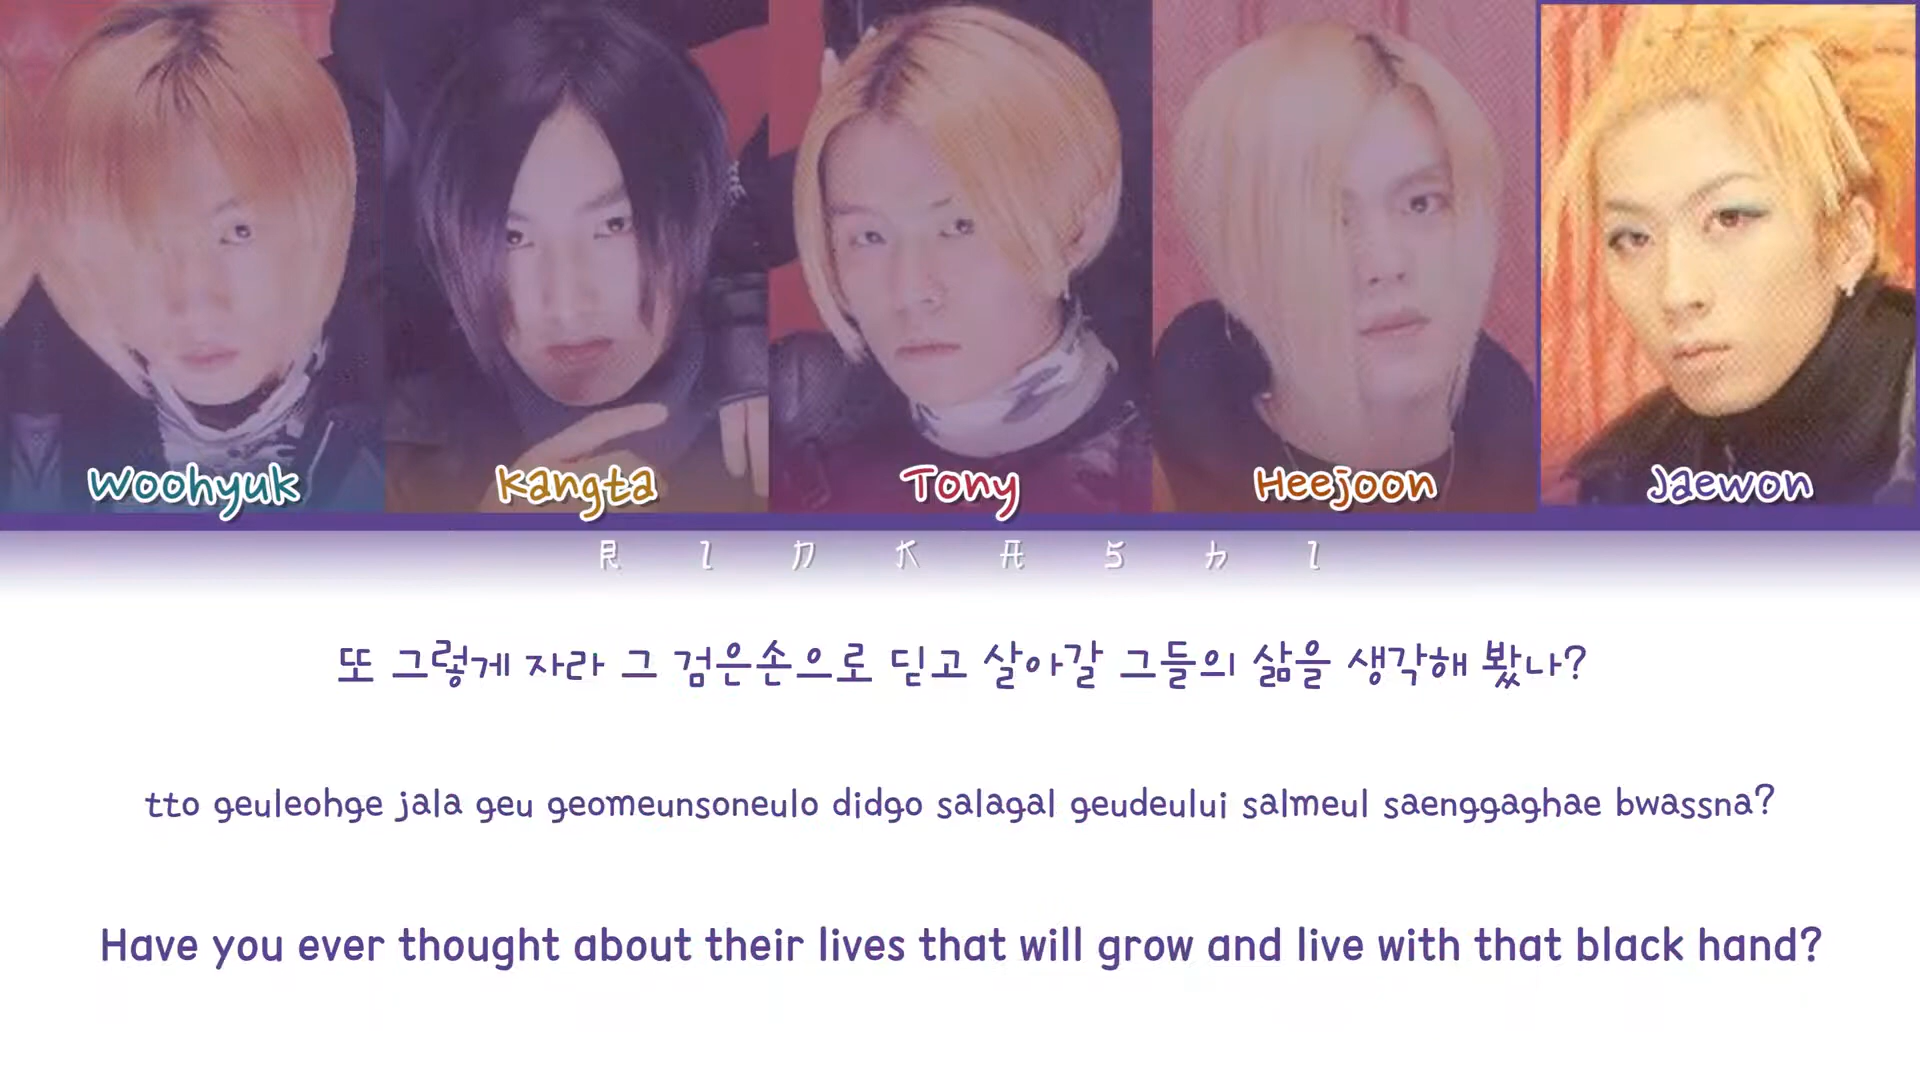 Woohyuk
Kangta
Tony
Heejoon
Jaewon
RINKASHI
또 그렇게 자라 그 검은손으로 딛고 살아갈 그들의 삶을 생각해 봤나?
tto geuleohge jala geu geomeunsoneulo didgo salagal geudeului salmeul saenggaghae bwassna?
Have you ever thought about their lives that will grow and live with that black hand?